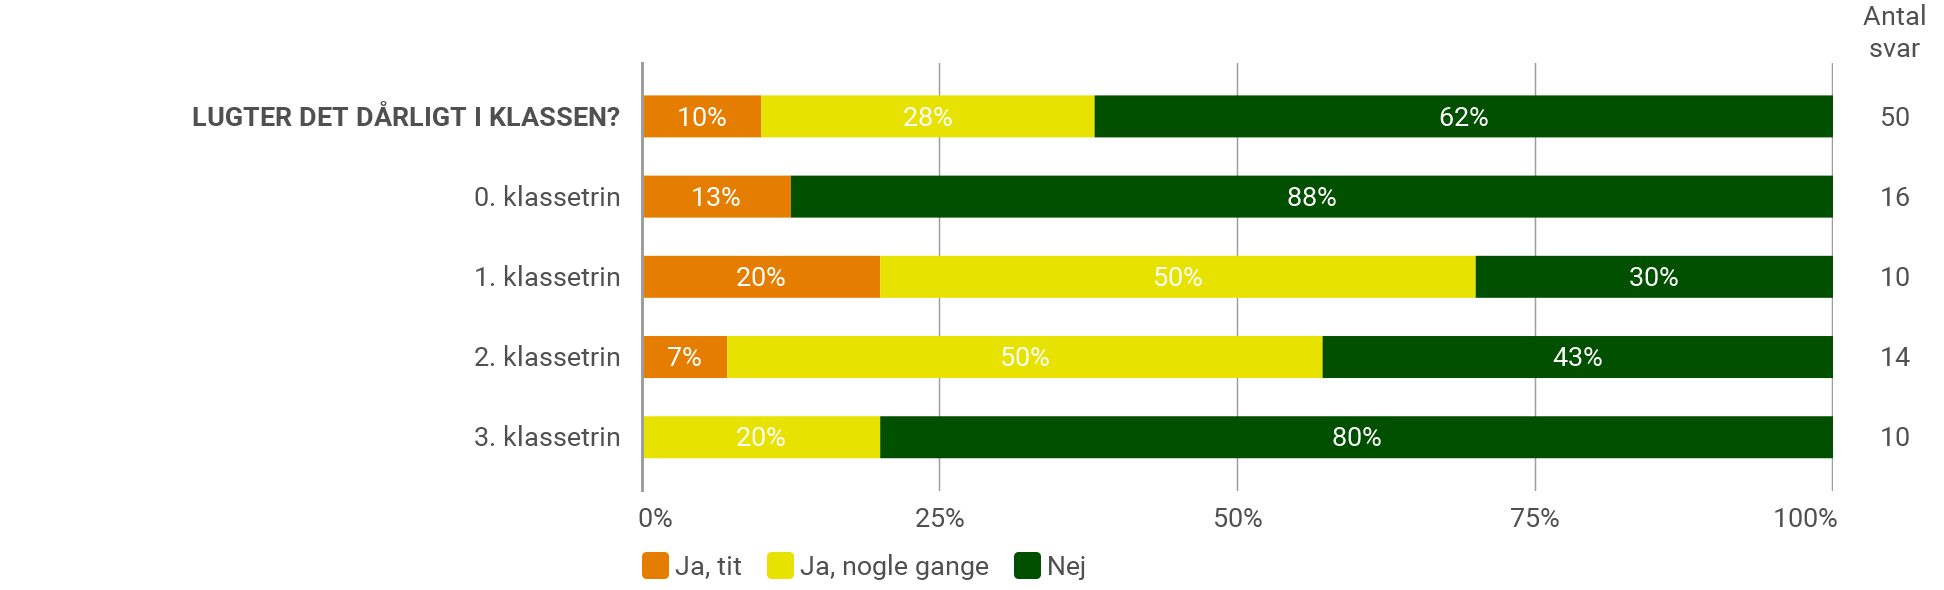 Antal
svar
LUGTER DET DÅRLIGT I KLASSEN? 10% 28% 62% 50
0. klassetrin 13% 88% 16
1. klassetrin 20% 50% 30% 10
2. klassetrin 7% 50% 43% 14
3. klassetrin 20% 80% 10
0% 25% 50% 75% 100%
Ja, tit Ja, nogle gange Nej